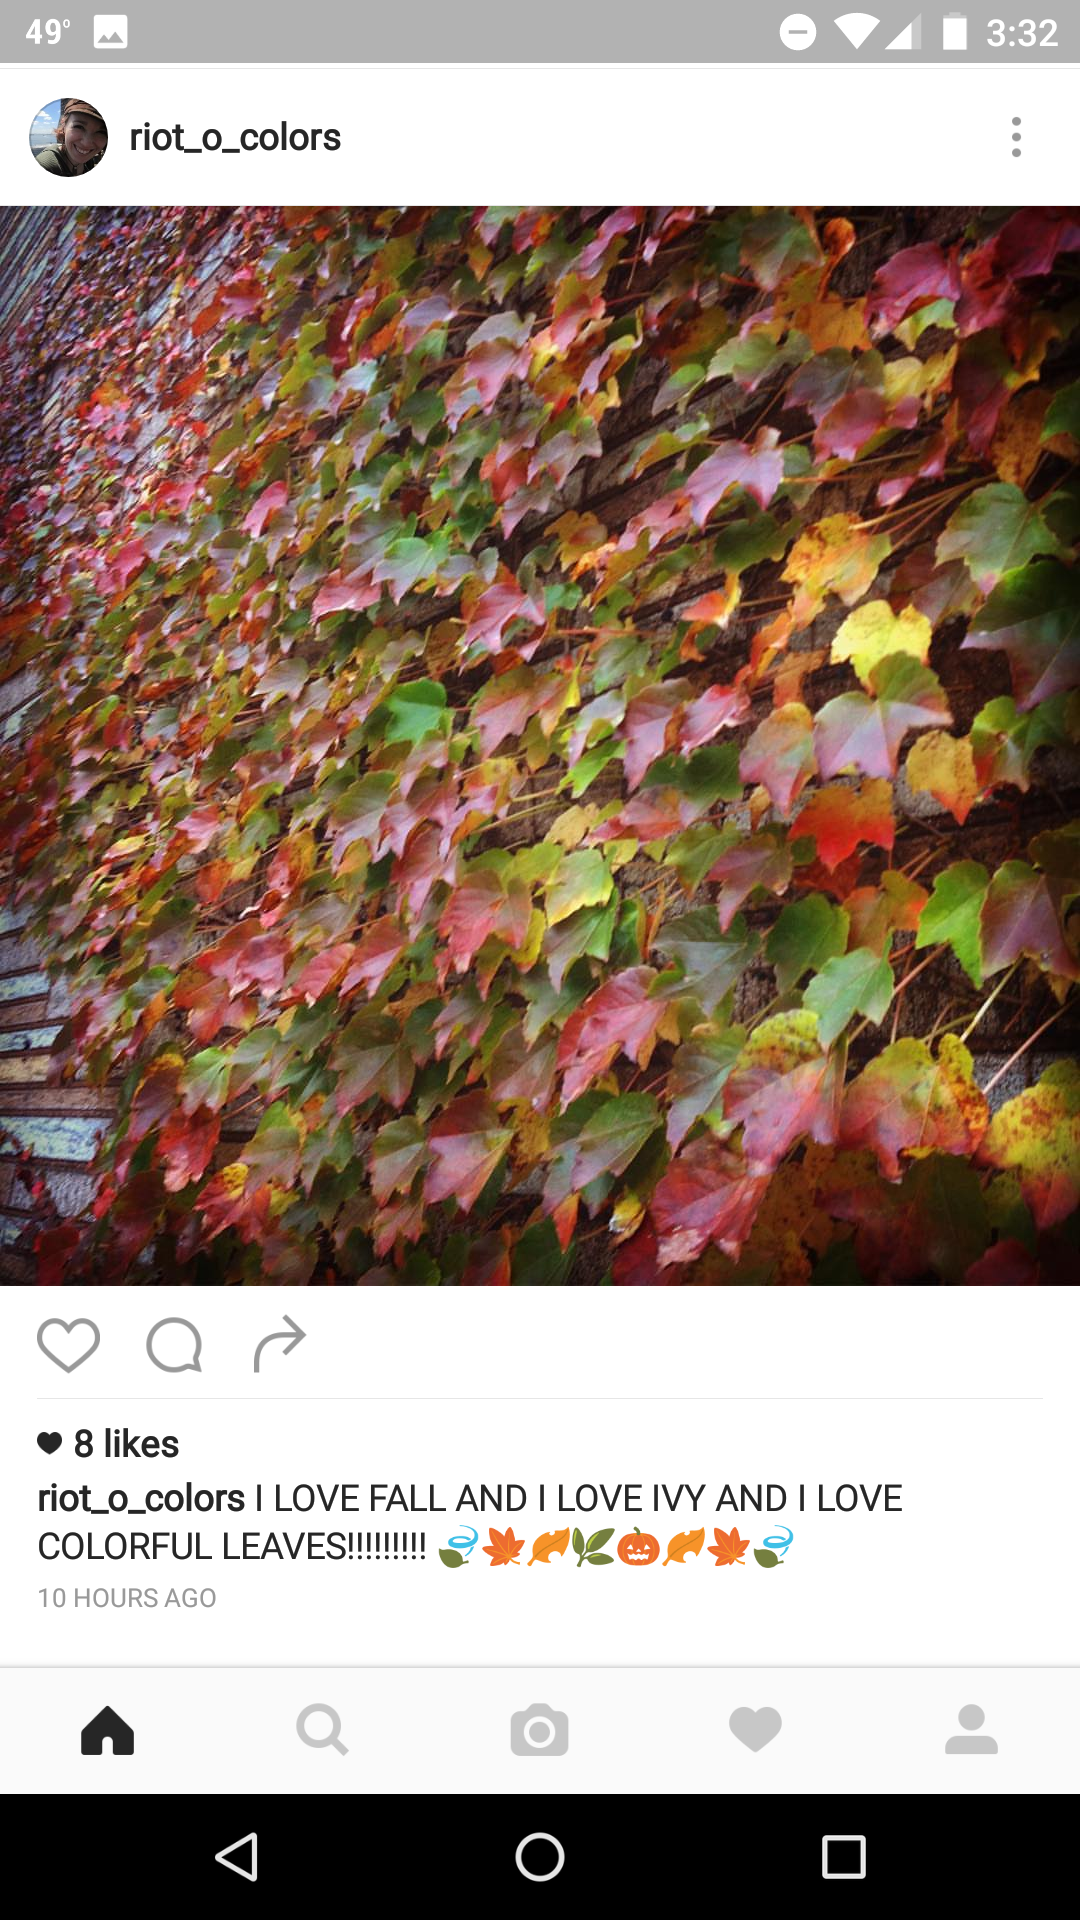 49° 3:32
riot_o_colors
8 likes
riot_o_colors I LOVE FALL AND I LOVE IVY AND I LOVE
COLORFUL LEAVES!!!!!!!!! 🍃🍁🍂🌿🎃🍂🍁🍃
10 HOURS AGO